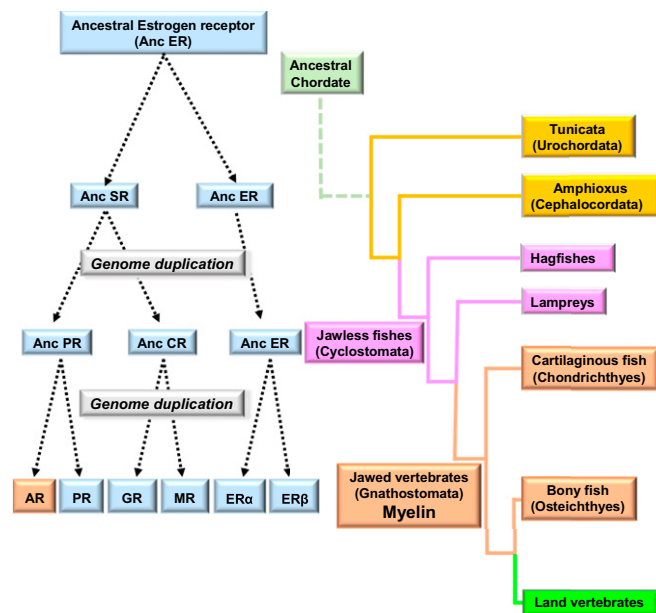 Ancestral Estrogen receptor
(Anc ER)
Anc SR
Anc ER
Genome duplication
Anc PR
Anc CR
Anc ER
Genome duplication
AR
PR
GR
MR
ERα
ERβ
Ancestral
Chordate
Tunicata
(Urochordata)
Amphioxus
(Cephalocordata)
Hagfishes
Lampreys
Jawless fishes
(Cyclostomata)
Cartilaginous fish
(Chondrichthyes)
Jawed vertebrates
(Gnathostomata)
Myelin
Bony fish
(Osteichthyes)
Land vertebrates